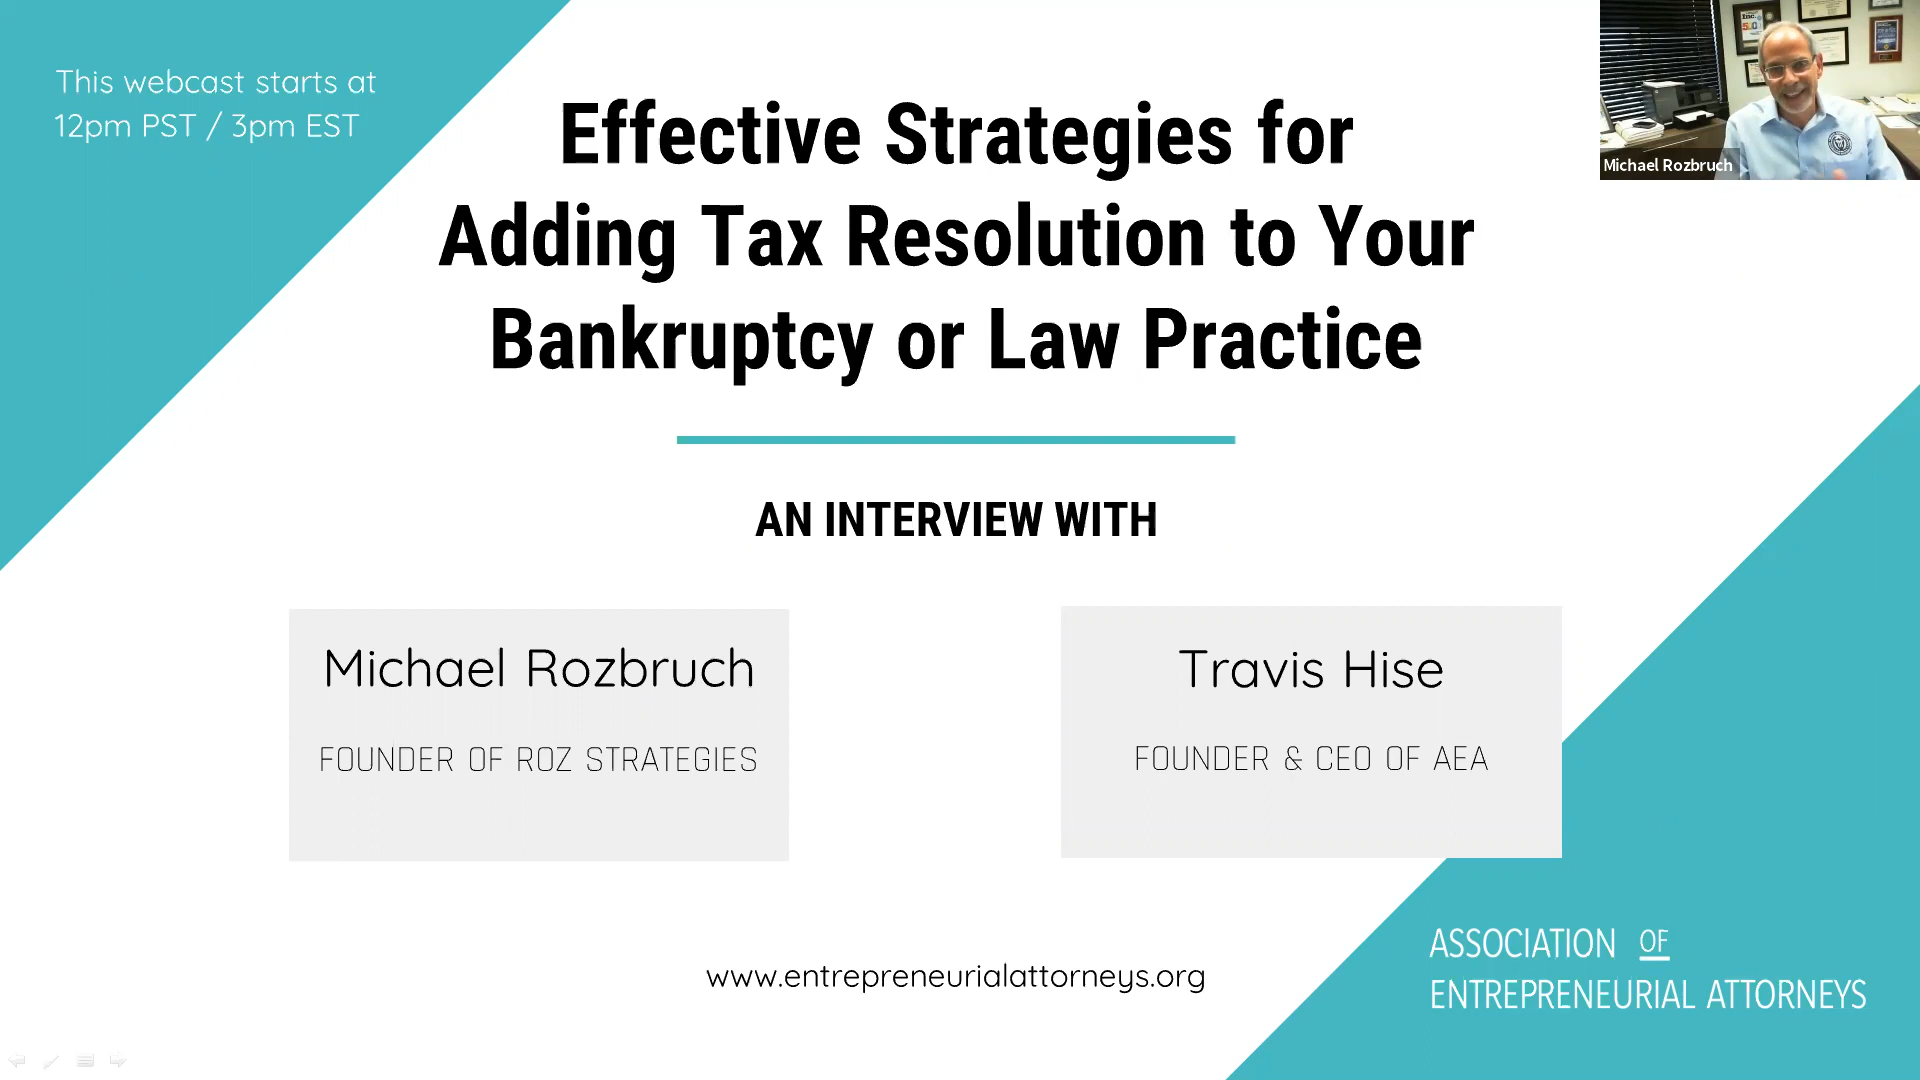 This webcast starts at
12pm PST / 3pm EST
Effective Strategies for
Adding Tax Resolution to Your
Bankruptcy or Law Practice
AN INTERVIEW WITH
Michael Rozbruch
FOUNDER OF ROZ STRATEGIES
Travis Hise
FOUNDER & CEO OF AEA
www.entrepreneurialattorneys.org
ASSOCIATION OF
ENTREPRENEURIAL ATTORNEYS
Inc.
Michael Rozbruch